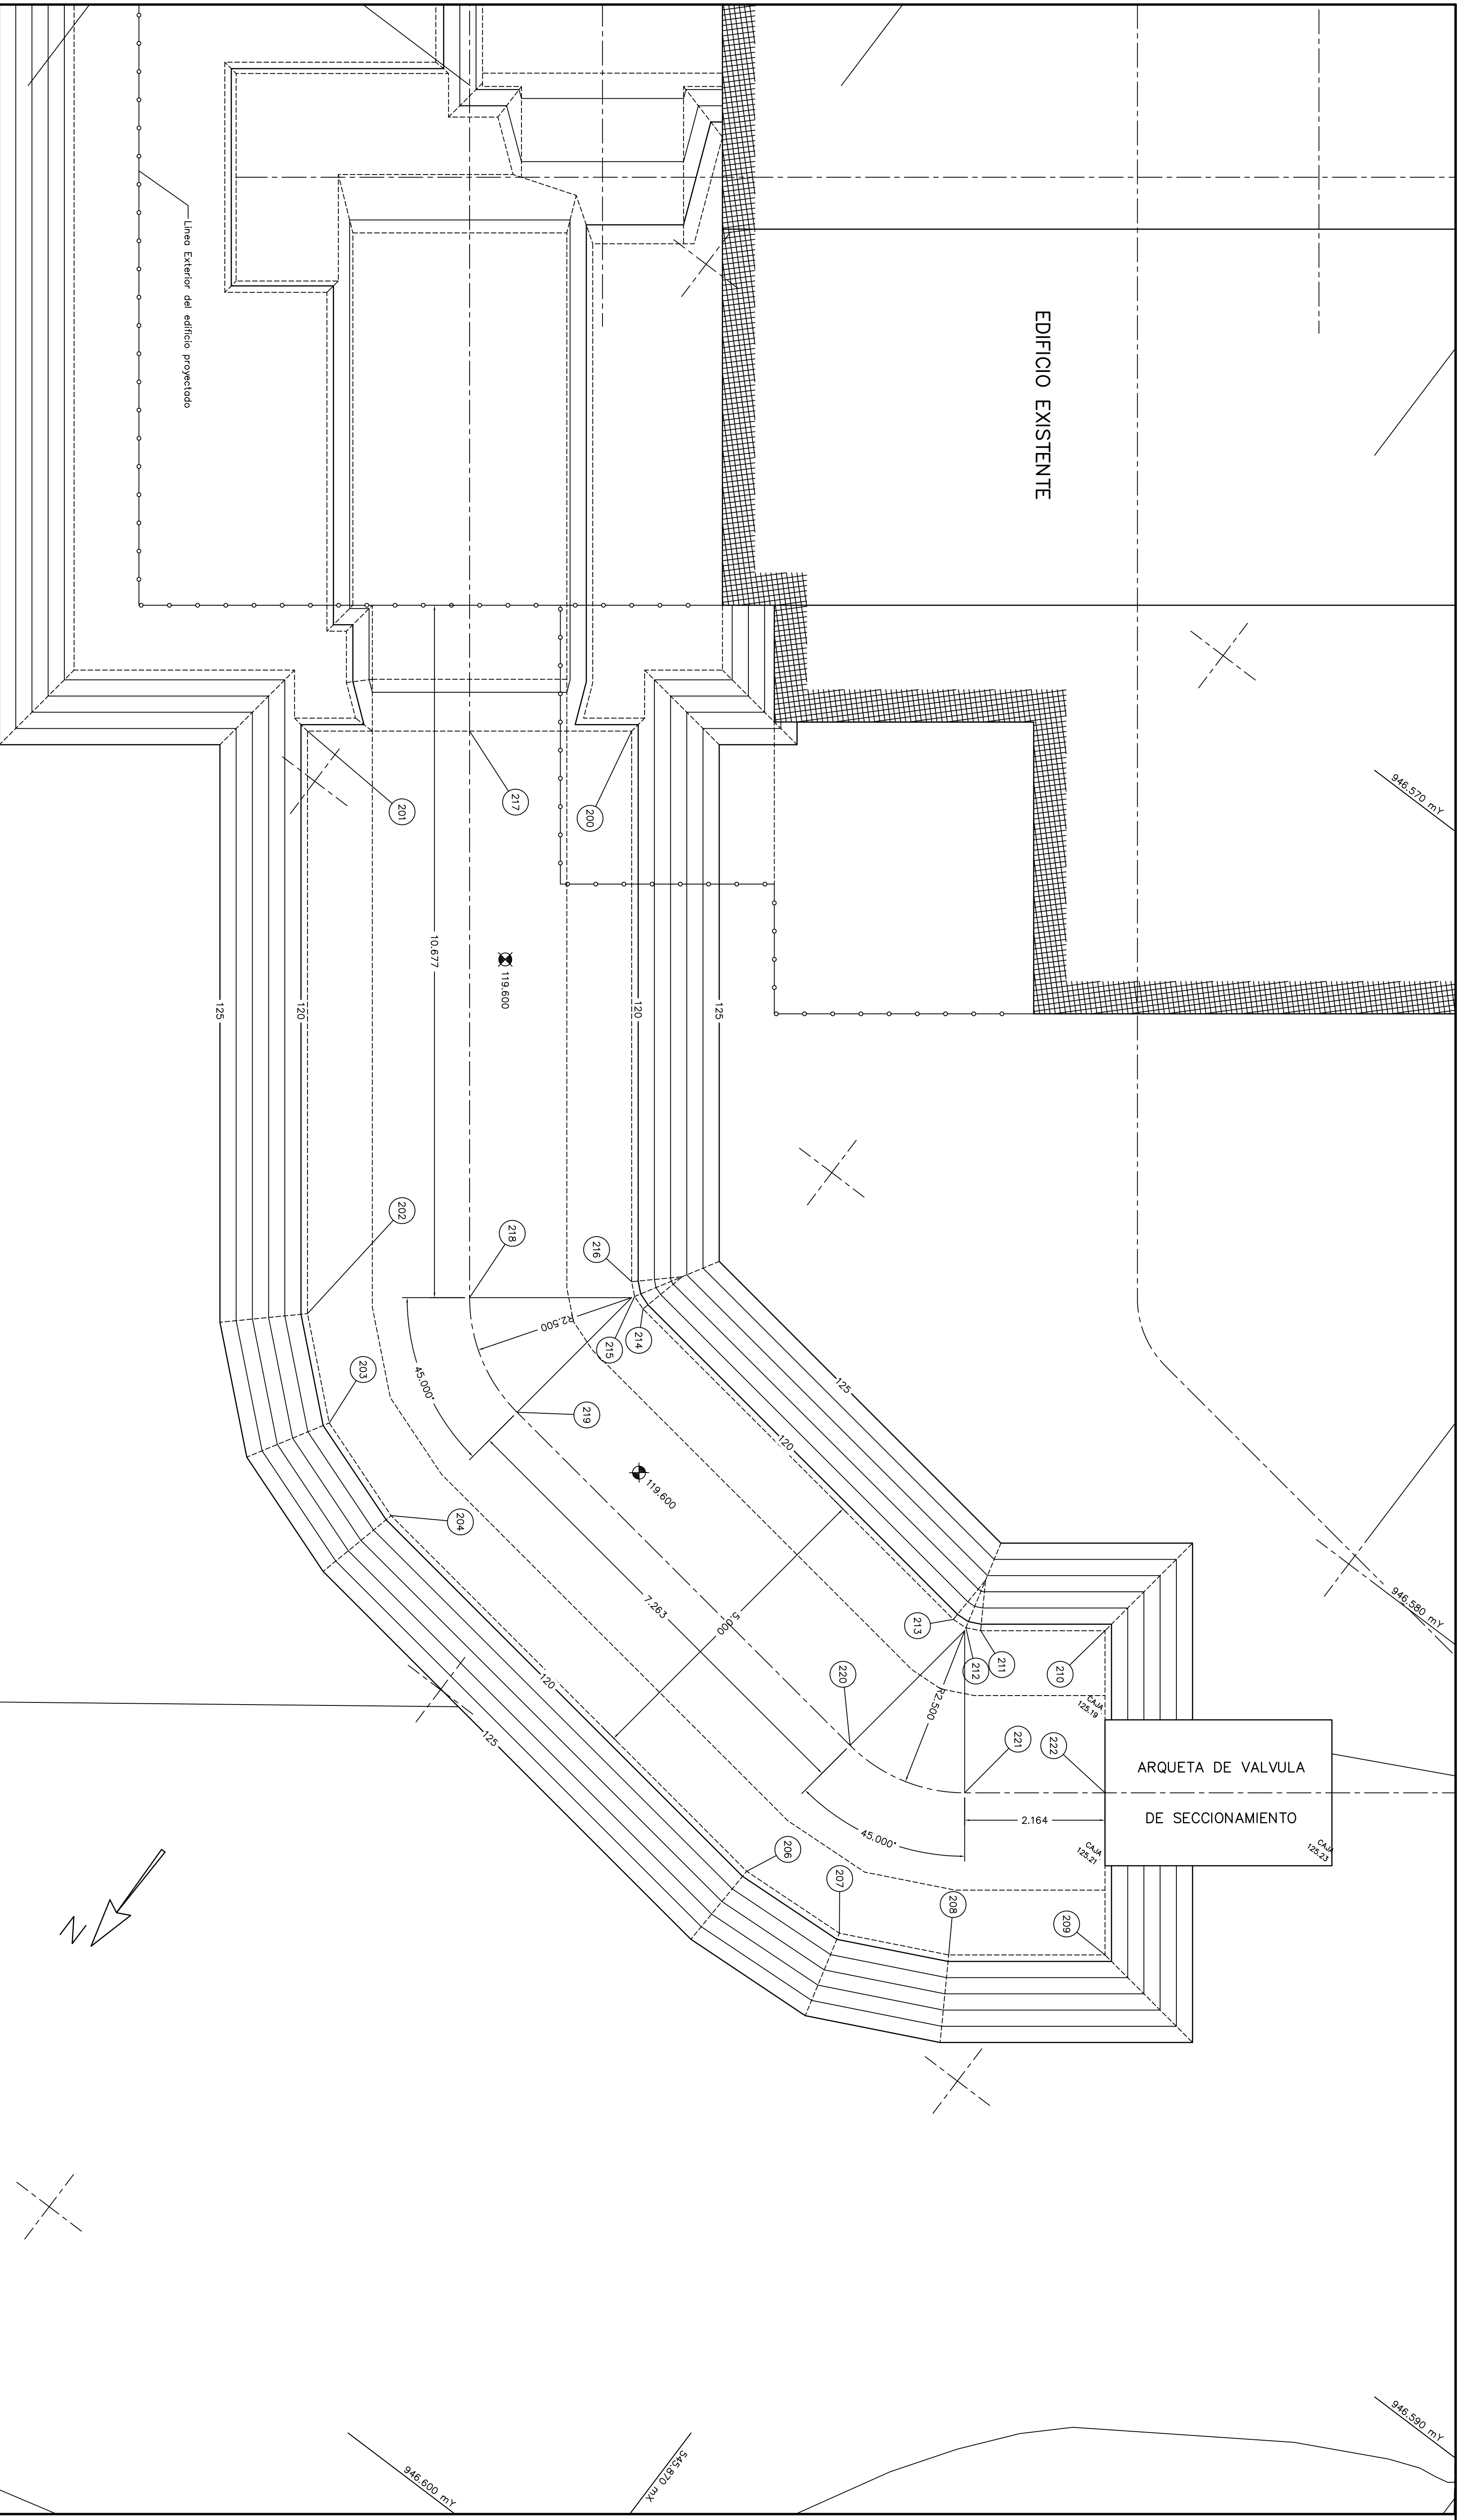 EDIFICIO EXISTENTE
Linea Exterior del edificio proyectado
946.570 mY
201
217
200
10.677
119.600
125
120
120
125
202
218
216
215
214
R2.500
45.000°
203
219
125
120
119.600
204
5.000
7.263
946.580 mY
213
212
211
210
220
R2.500
CAJA
125.19
221
222
ARQUETA DE VALVULA
DE SECCIONAMIENTO
120
125
2.164
45.000°
CAJA
125.21
CAJA
125.23
206
207
208
209
N
946.590 mY
545.870 mX
946.600 mY